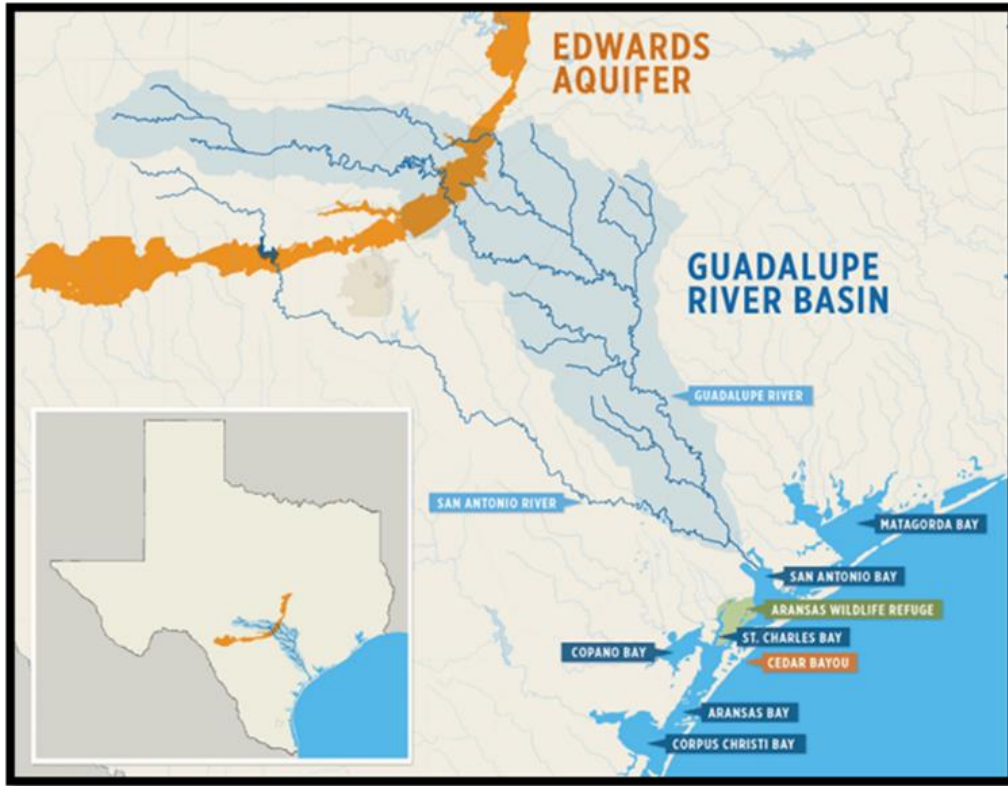 EDWARDS
AQUIFER
GUADALUPE
RIVER BASIN
GUADALUPE RIVER
SAN ANTONIO RIVER
MATAGORDA BAY
SAN ANTONIO BAY
ARANSAS WILDLIFE REFUGE
ST. CHARLES BAY
COPANO BAY
CEDAR BAYOU
ARANSAS BAY
CORPUS CHRISTI BAY